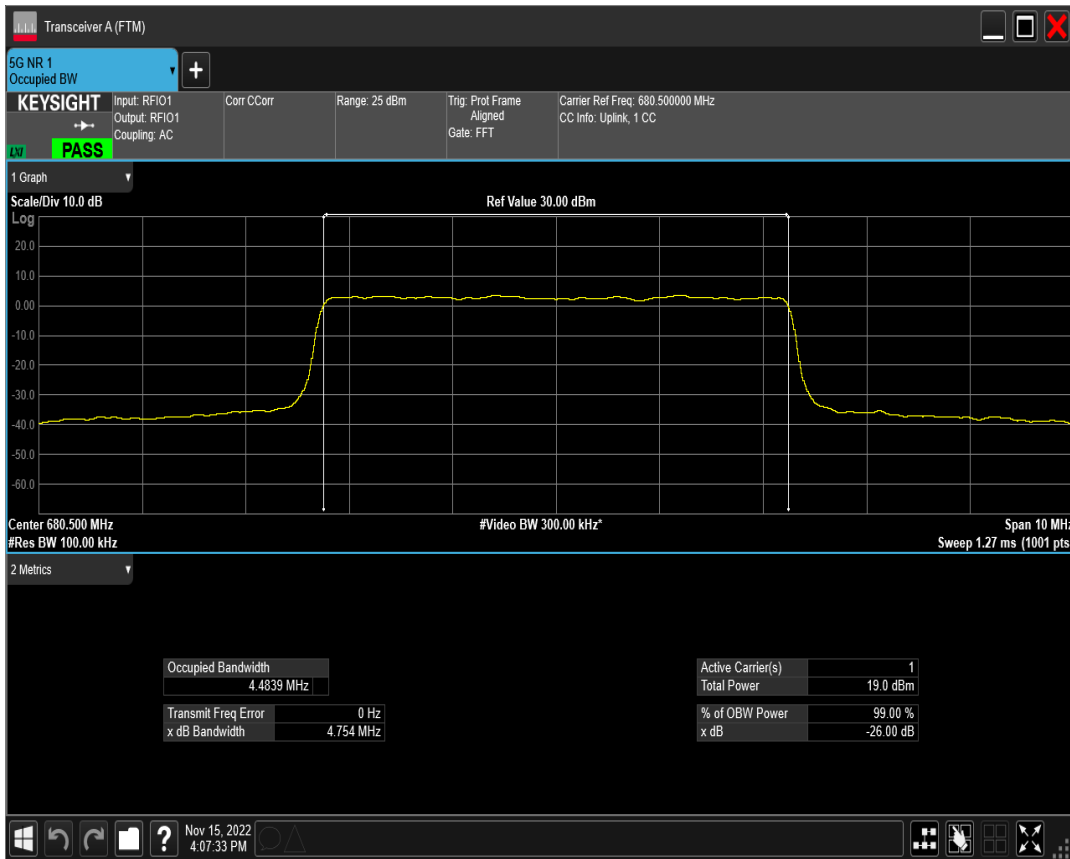 Transceiver A (FTM)
5G NR 1
Occupied BW
+
KEYSIGHT
LXI
PASS
Input: RFIO1
Output: RFIO1
Coupling: AC
Corr CCorr
Range: 25 dBm
Trig: Prot Frame
Aligned
Gate: FFT
Carrier Ref Freq: 680.500000 MHz
CC Info: Uplink, 1 CC
1 Graph
Scale/Div 10.0 dB
Ref Value 30.00 dBm
Log
20.0
10.0
0.00
-10.0
-20.0
-30.0
-40.0
-50.0
-60.0
Center 680.500 MHz
#Video BW 300.00 kHz*
Span 10 MHz
#Res BW 100.00 kHz
Sweep 1.27 ms (1001 pts
2 Metrics
Occupied Bandwidth
4.4839 MHz
Transmit Freq Error 0 Hz
x dB Bandwidth 4.754 MHz
Active Carrier(s) 1
Total Power 19.0 dBm
% of OBW Power 99.00 %
x dB -26.00 dB
?
Nov 15, 2022
4:07:33 PM